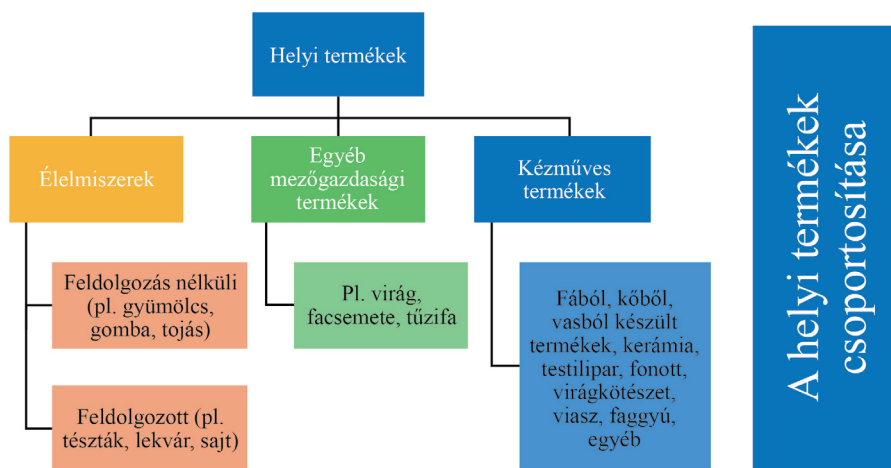 Helyi termékek
Élelmiszerek
Feldolgozás nélküli
(pl. gyümölcs,
gomba, tojás)
Feldolgozott (pl.
tészták, lekvár, sajt)
Egyéb
mezőgazdasági
termékek
Pl. virág,
facsemete, tűzifa
Kézműves
termékek
Fából, kőből,
vasból készült
termékek, kerámia,
testilipar, fonott,
virágkötészet,
viasz, faggyú,
egyéb
A helyi termékek
csoportosítása